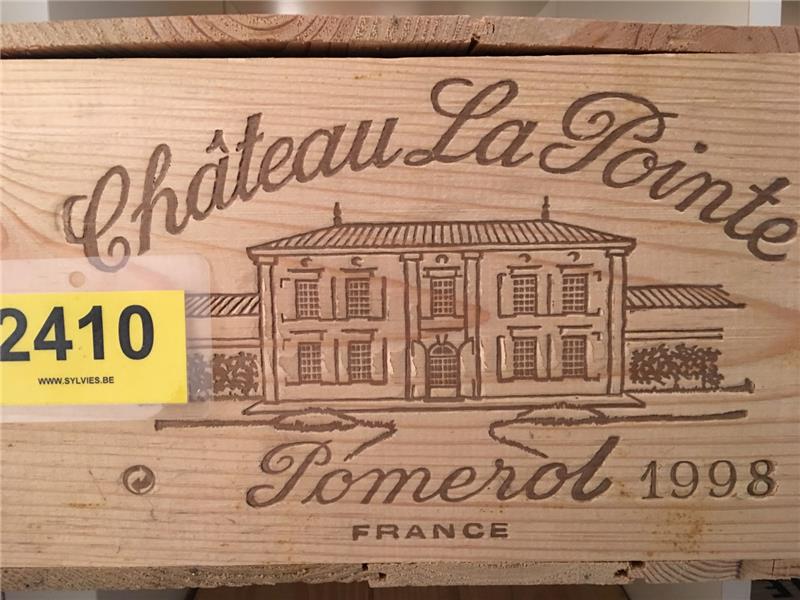 Château La Pointe
2410
WWW.SYLVIES.BE
Pomerol 1998
FRANCE